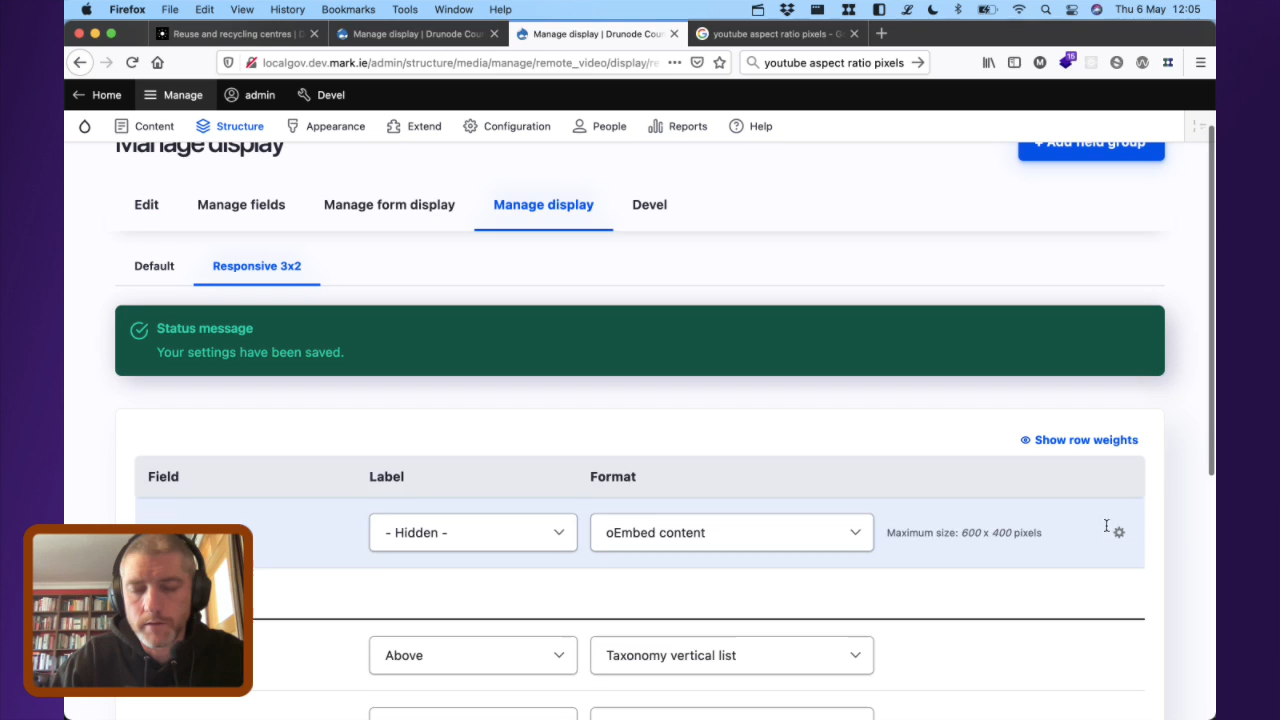 Firefox File Edit View History Bookmarks Tools Window Help Thu 6 May 12:05
Reuse and recycling centres | D Manage display | Drunode Cour Manage display | Drunode Cour youtube aspect ratio pixels - G
localgov.dev.mark.ie/admin/structure/media/manage/remote_video/display/re youtube aspect ratio pixels 15
Home Manage admin Devel
Content Structure Appearance Extend Configuration People Reports Help
Manage display + Add field group
Edit Manage fields Manage form display Manage display Devel
Default Responsive 3x2
Status message
Your settings have been saved.
Show row weights
Field Label Format
- Hidden - oEmbed content Maximum size: 600 x 400 pixels
Above Taxonomy vertical list